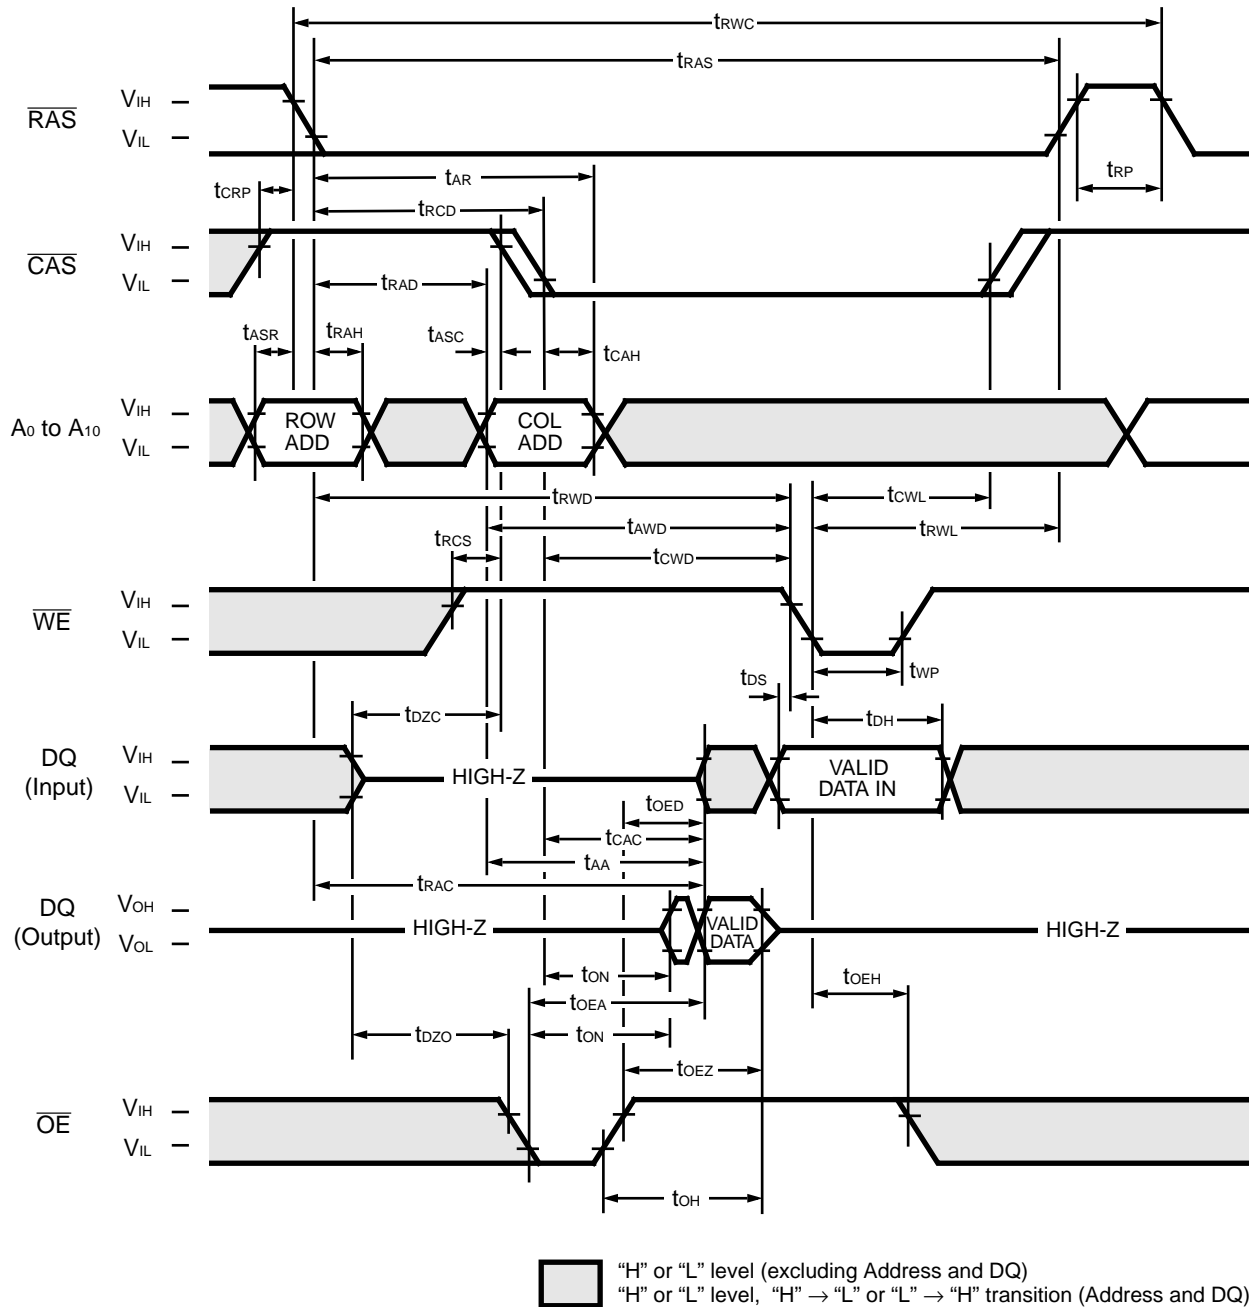 tRWC
tRAS
RAS
VIH
VIL
tRP
tAR
tCRP
tRCD
CAS
VIH
VIL
tRAD
tASR
tRAH
tASC
tCAH
A0 to A10
VIH
VIL
ROW
ADD
COL
ADD
tRWD
tCWL
tAWD
tRWL
tRCS
tCWD
WE
VIH
VIL
tWP
tDS
tDZC
tDH
DQ
(Input)
VIH
VIL
HIGH-Z
VALID
DATA IN
tOED
tCAC
tAA
tRAC
DQ
(Output)
VOH
VOL
HIGH-Z
VALID
DATA
HIGH-Z
tON
tOEH
tOEA
tDZO
tON
tOEZ
OE
VIH
VIL
tOH
“H” or “L” level (excluding Address and DQ)
“H” or “L” level, “H” → “L” or “L” → “H” transition (Address and DQ)